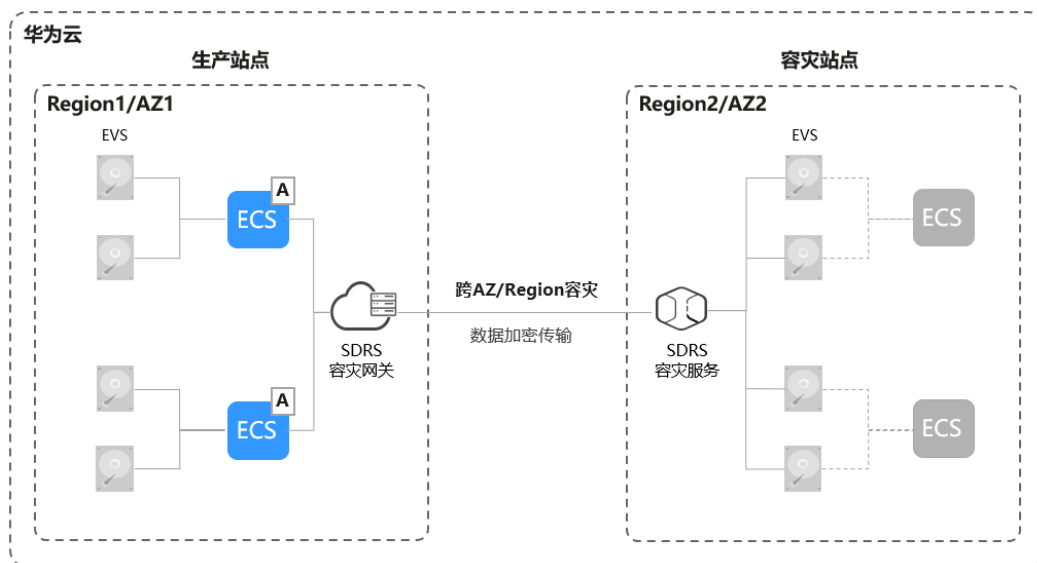 华为云
生产站点
容灾站点
Region1/AZ1
Region2/AZ2
EVS
EVS
A
ECS
ECS
跨AZ/Region容灾
数据加密传输
SDRS
容灾网关
SDRS
容灾服务
A
ECS
ECS